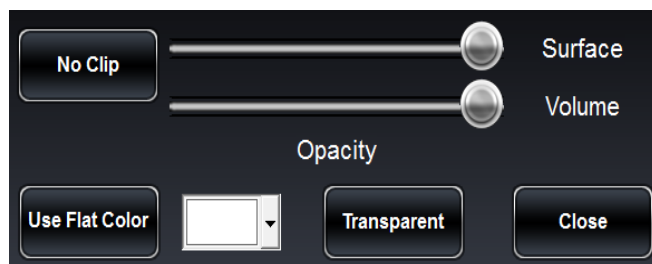 No Clip
Surface
Volume
Opacity
Use Flat Color Transparent Close